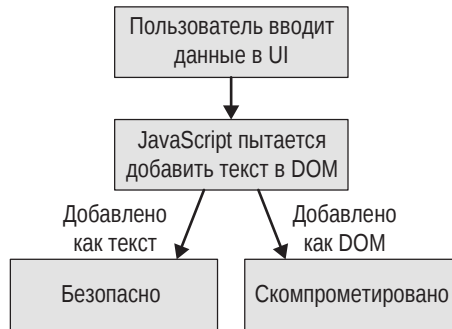 Пользователь вводит
данные в UI
JavaScript пытается
добавить текст в DOM
Добавлено
как текст
Добавлено
как DOM
Безопасно
Скомпрометировано